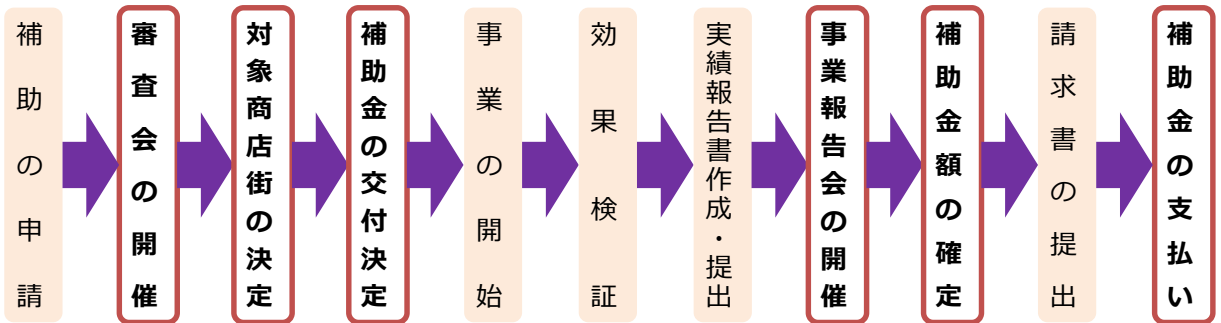 補助の申請
審査会の開催
対象商店街の決定
補助金の交付決定
事業の開始
効果検証
実績報告書作成・提出
事業報告会の開催
補助金額の確定
請求書の提出
補助金の支払い